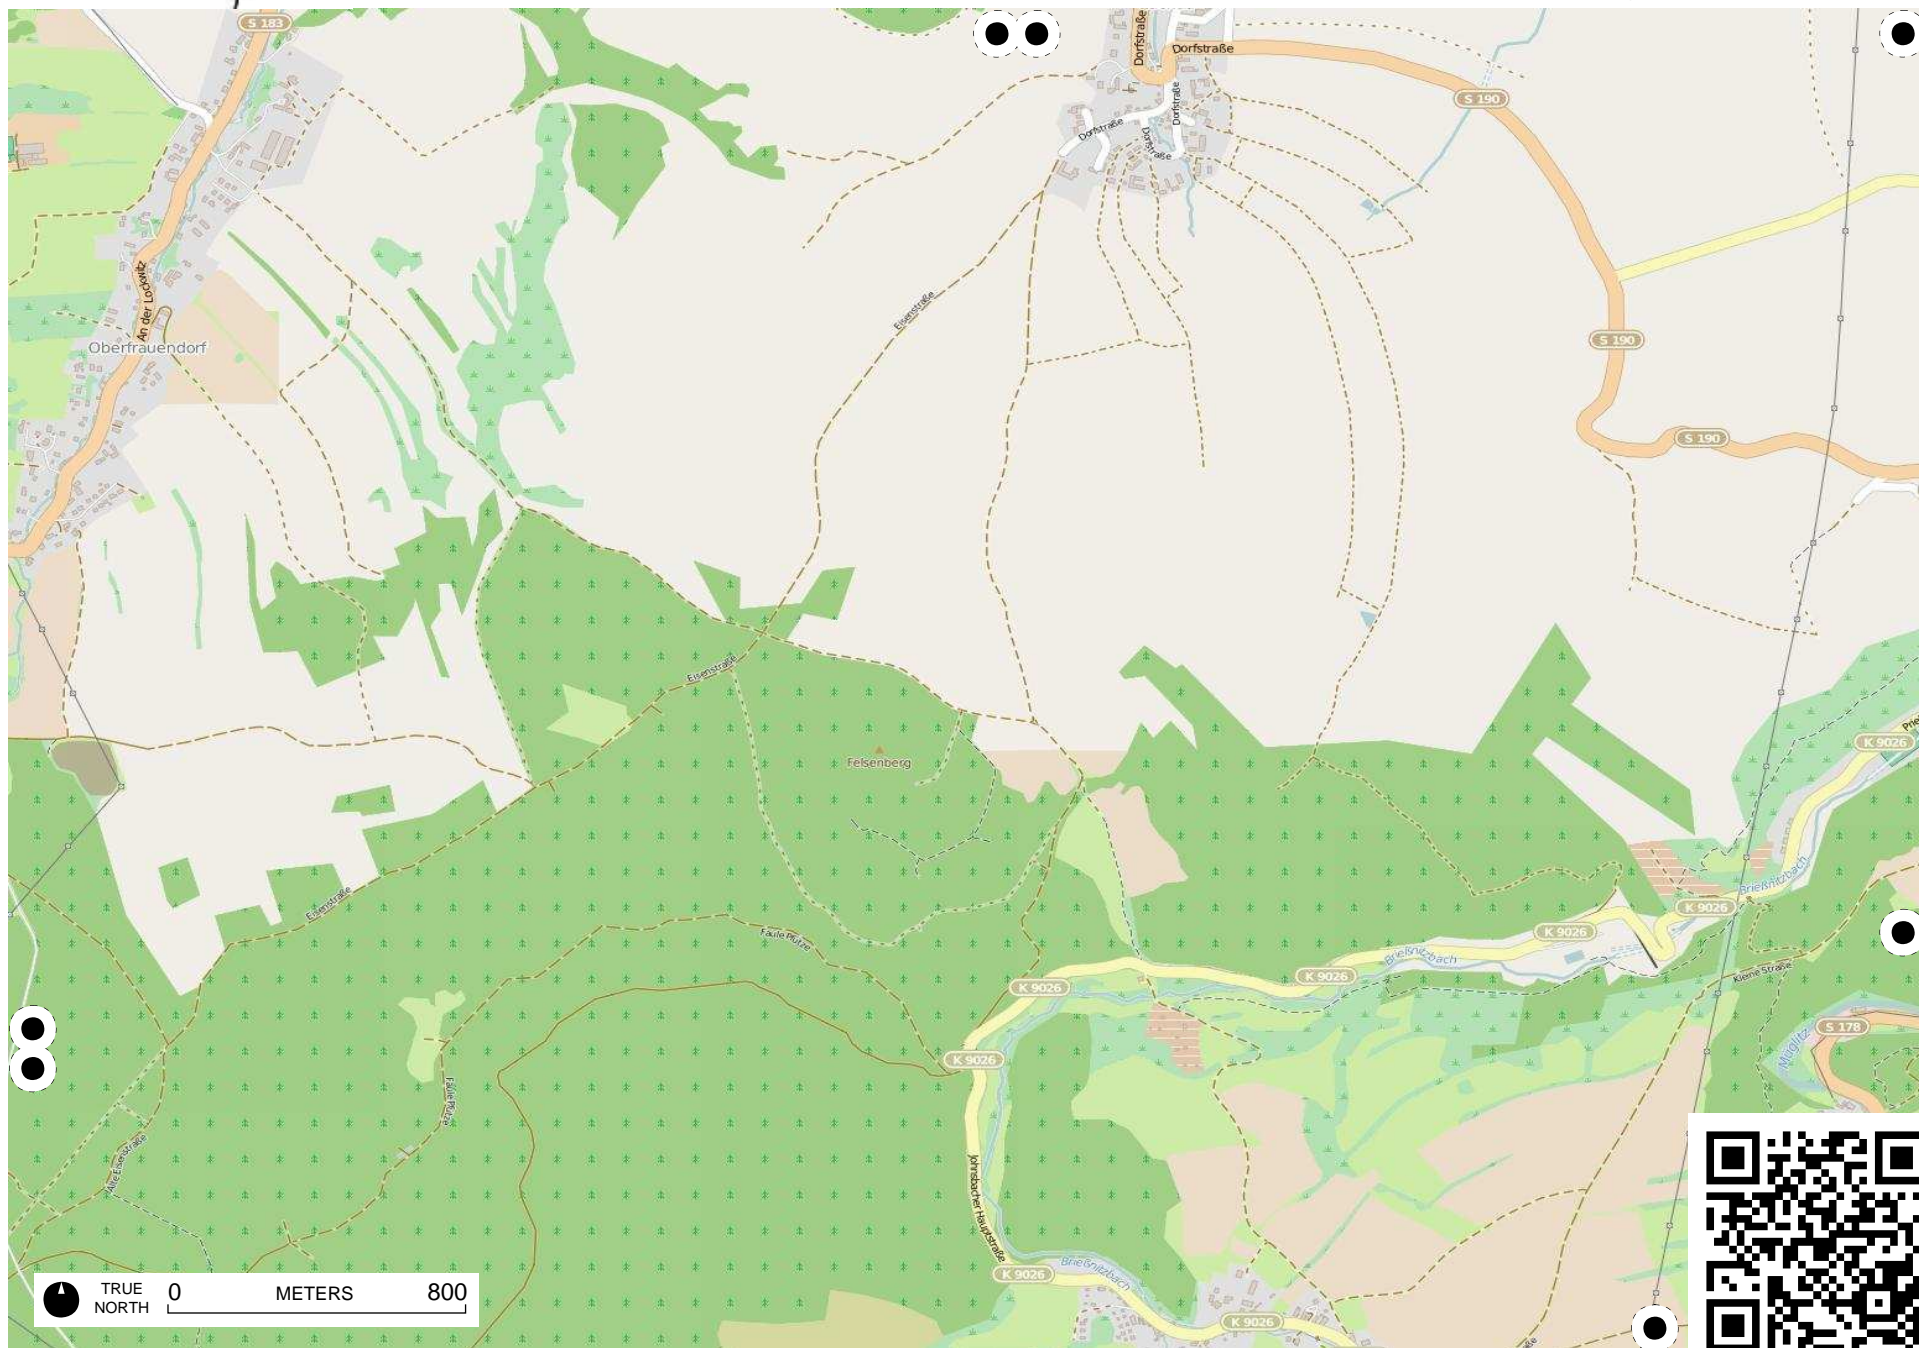 S 183
Dorfstraße
Dorfstraße
S 190
Dorfstraße
Dorfstraße
Dorfstraße
An der Lockwitz
Eisenstraße
Oberfrauendorf
S 190
S 190
Eisenstraße
K 9026
Felsenberg
Eisenstraße
Brießnitzbach
K 9026
Faule Pfütze
K 9026
Brießnitzbach
K 9026
Kleine Straße
K 9026
S 178
Müglitz
K 9026
Faule Pfütze
Alte Eisenstraße
Johnsbacher Hauptstraße
Brießnitzbach
K 9026
TRUE
NORTH
0 METERS 800
K 9026